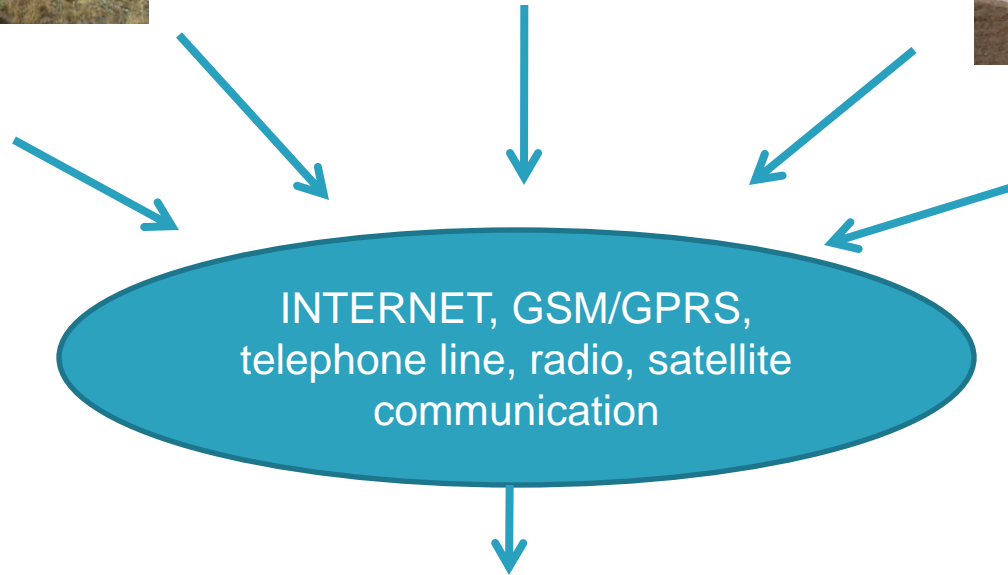 INTERNET, GSM/GPRS,
telephone line, radio, satellite
communication